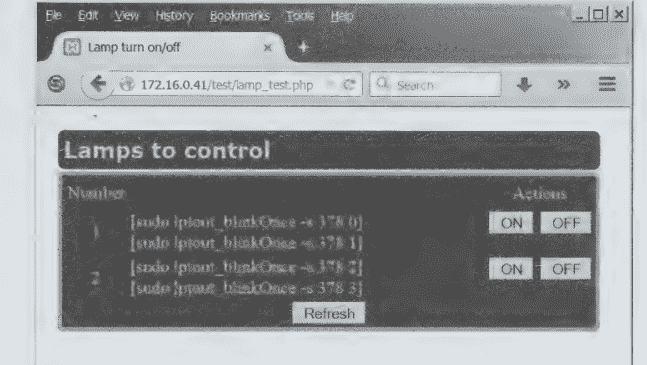 File Edit View History Bookmarks Tools Help
Lamp turn on/off × +
172.16.0.41/test/lamp_test.php Search
Lamps to control
Number Actions
1 [sudo lptout_blinkOnce -s 378 0] ON OFF
[sudo lptout_blinkOnce -s 378 1]
2 [sudo lptout_blinkOnce -s 378 2] ON OFF
[sudo lptout_blinkOnce -s 378 3]
Refresh